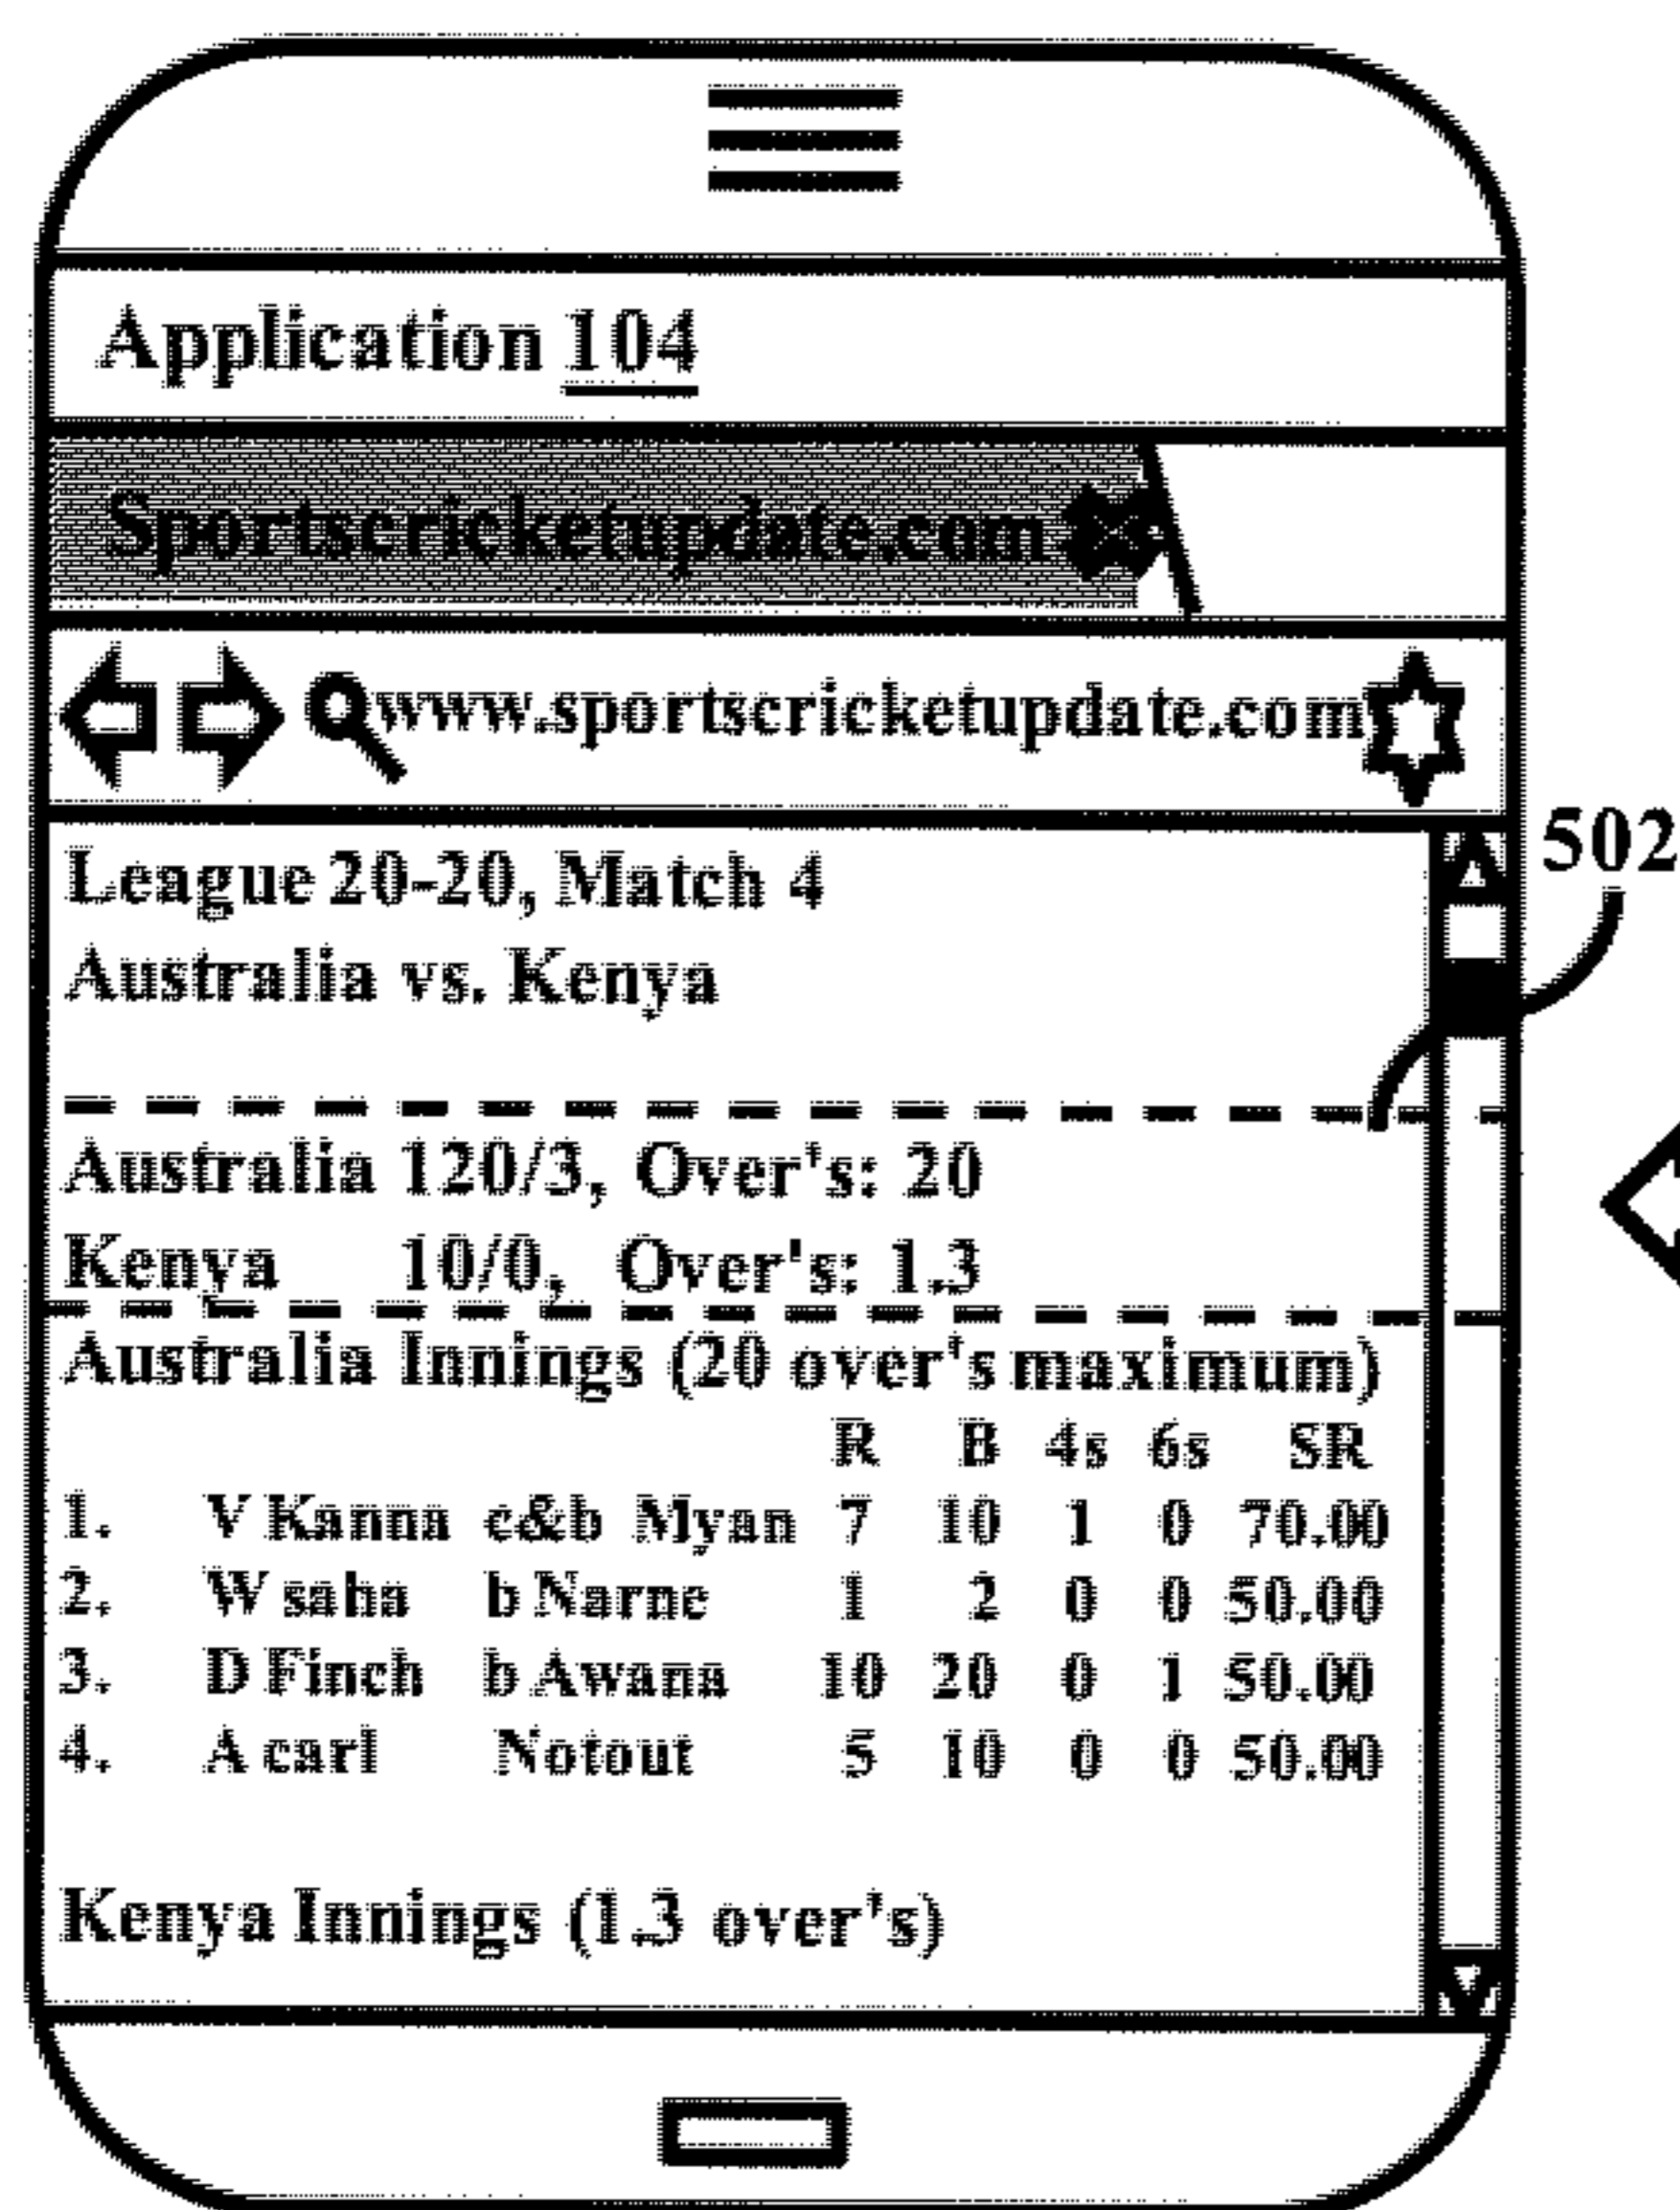 Application 104
Sportscricketupdate.com
www.sportscricketupdate.com
502
League 20-20, Match 4
Australia vs. Kenya
Australia 120/3, Over's: 20
Kenya 10/0, Over's: 1.3
Australia Innings (20 over's maximum)
R B 4s 6s SR
1. V Kanna c&b Myan 7 10 1 0 70.00
2. W saha b Narne 1 2 0 0 50.00
3. D Finch b Awana 10 20 0 1 50.00
4. A carl Notout 5 10 0 0 50.00
Kenya Innings (1.3 over's)